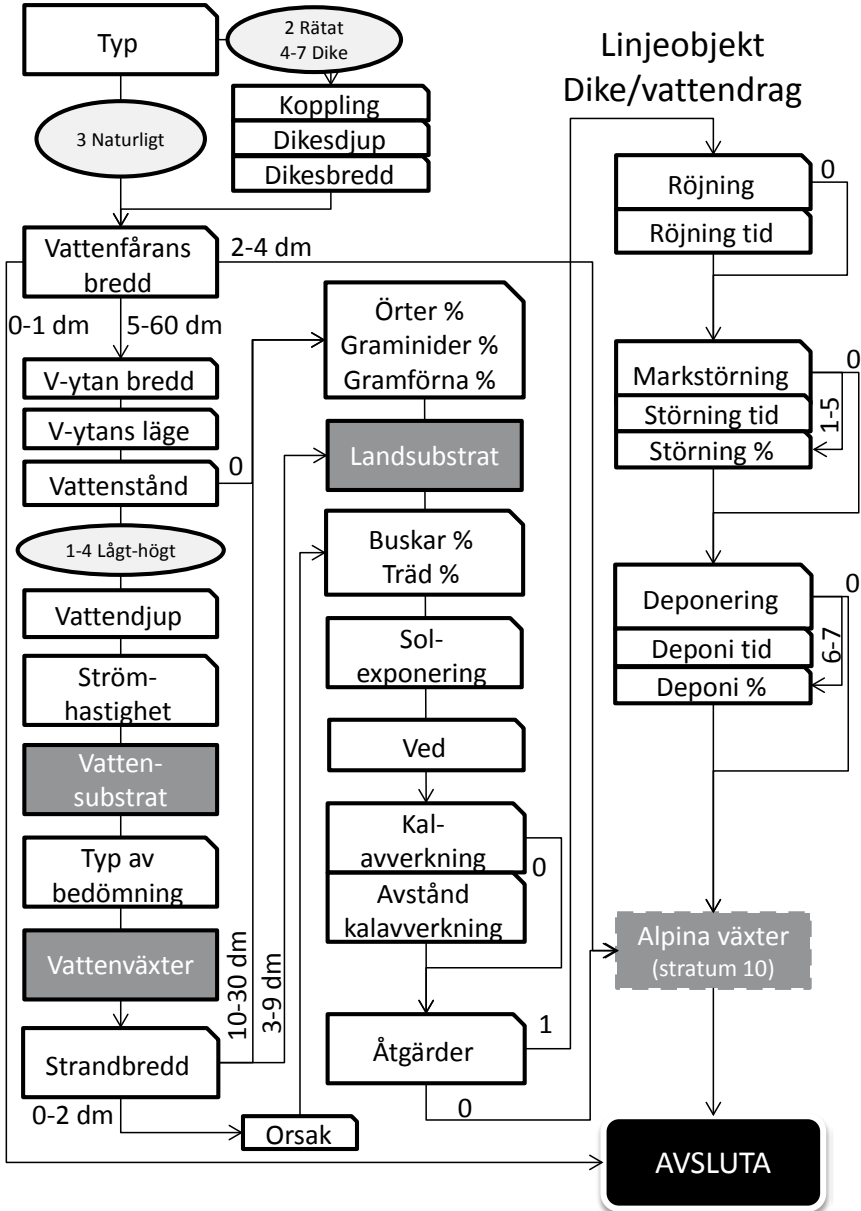 Typ
2 Rätat
4-7 Dike
Koppling
Dikesdjup
Dikesbredd
3 Naturligt
Vattenfårans
bredd
2-4 dm
0-1 dm
5-60 dm
V-ytan bredd
V-ytans läge
Vattenstånd
0
1-4 Lågt-högt
Vattendjup
Ström-
hastighet
Vatten-
substrat
Typ av
bedömning
Vattenväxter
Strandbredd
10-30 dm
3-9 dm
0-2 dm
Orsak
Örter %
Graminider %
Gramförna %
Landsubstrat
Buskar %
Träd %
Sol-
exponering
Ved
Kal-
avverkning
0
Avstånd
kalavverkning
Åtgärder
1
0
Linjeobjekt
Dike/vattendrag
Röjning
0
Röjning tid
Markstörning
0
1-5
Störning tid
Störning %
Deponering
0
6-7
Deponi tid
Deponi %
Alpina växter
(stratum 10)
AVSLUTA